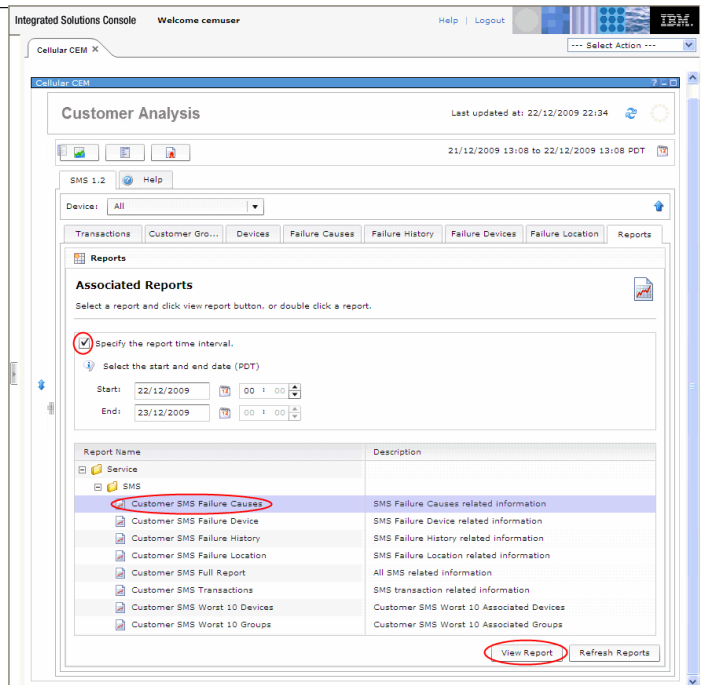 Integrated Solutions Console Welcome cemuser Help | Logout IBM.
Cellular CEM × --- Select Action ---
Cellular CEM
Customer Analysis Last updated at: 22/12/2009 22:34
21/12/2009 13:08 to 22/12/2009 13:08 PDT
SMS 1.2 Help
Device: All
Transactions Customer Gro... Devices Failure Causes Failure History Failure Devices Failure Location Reports
Reports
Associated Reports
Select a report and click view report button, or double click a report.
Specify the report time interval.
Select the start and end date (PDT)
Start: 22/12/2009 00 : 00
End: 23/12/2009 00 : 00
Report Name Description
Service
SMS
Customer SMS Failure Causes SMS Failure Causes related information
Customer SMS Failure Device SMS Failure Device related information
Customer SMS Failure History SMS Failure History related information
Customer SMS Failure Location SMS Failure Location related information
Customer SMS Full Report All SMS related information
Customer SMS Transactions SMS transaction related information
Customer SMS Worst 10 Devices Customer SMS Worst 10 Associated Devices
Customer SMS Worst 10 Groups Customer SMS Worst 10 Associated Groups
View Report Refresh Reports